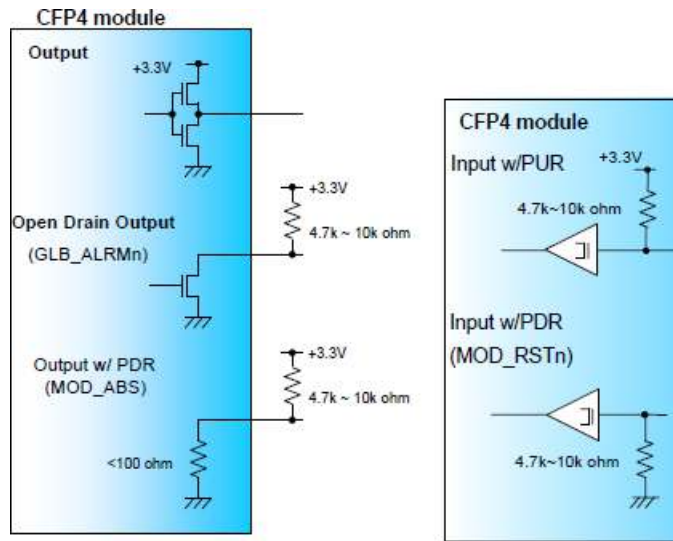 CFP4 module
Output
+3.3V
+3.3V
4.7k ~ 10k ohm
Open Drain Output
(GLB_ALRMn)
Output w/ PDR
(MOD_ABS)
+3.3V
4.7k ~ 10k ohm
<100 ohm
CFP4 module
Input w/PUR
+3.3V
4.7k~10k ohm
Input w/PDR
(MOD_RSTn)
4.7k~10k ohm